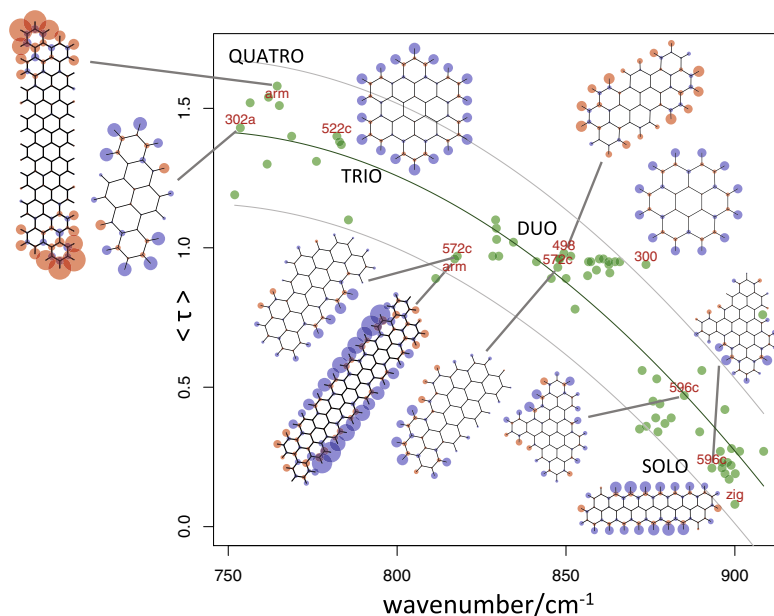 QUATRO
arm
302a
522c
TRIO
DUO
572c
arm
498
572c
300
596c
596c
SOLO
zig
1.5
1.0
0.5
0.0
< τ >
750
800
850
900
wavenumber/cm⁻¹